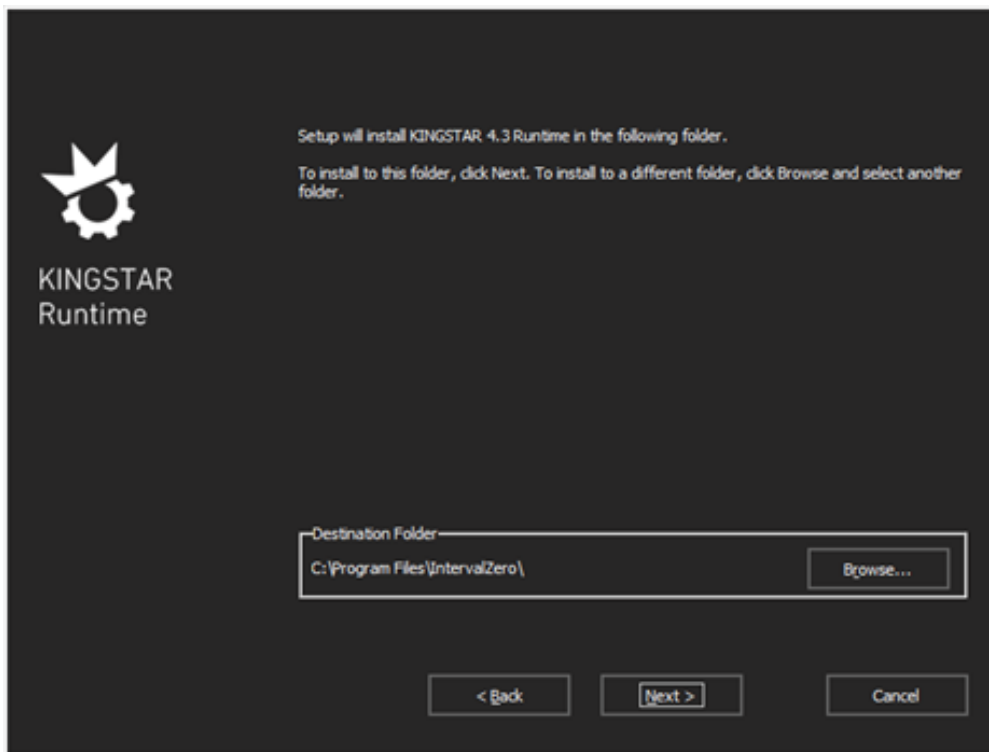 Setup will install KINGSTAR 4.3 Runtime in the following folder.
To install to this folder, click Next. To install to a different folder, click Browse and select another
folder.
KINGSTAR
Runtime
Destination Folder
C:\Program Files\IntervalZero\
Browse...
< Back
Next >
Cancel